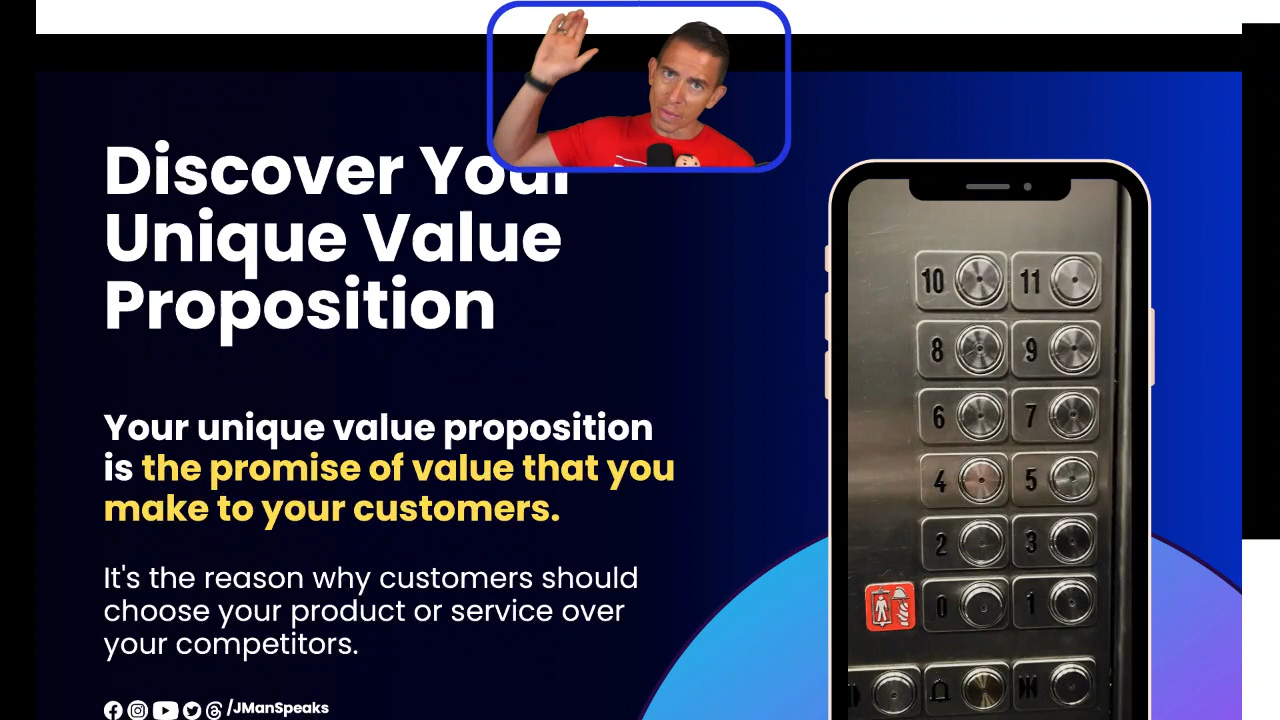 Discover Your
Unique Value
Proposition
Your unique value proposition
is the promise of value that you
make to your customers.
It's the reason why customers should
choose your product or service over
your competitors.
/JManSpeaks
10 11
8 9
6 7
4 5
2 3
0 1